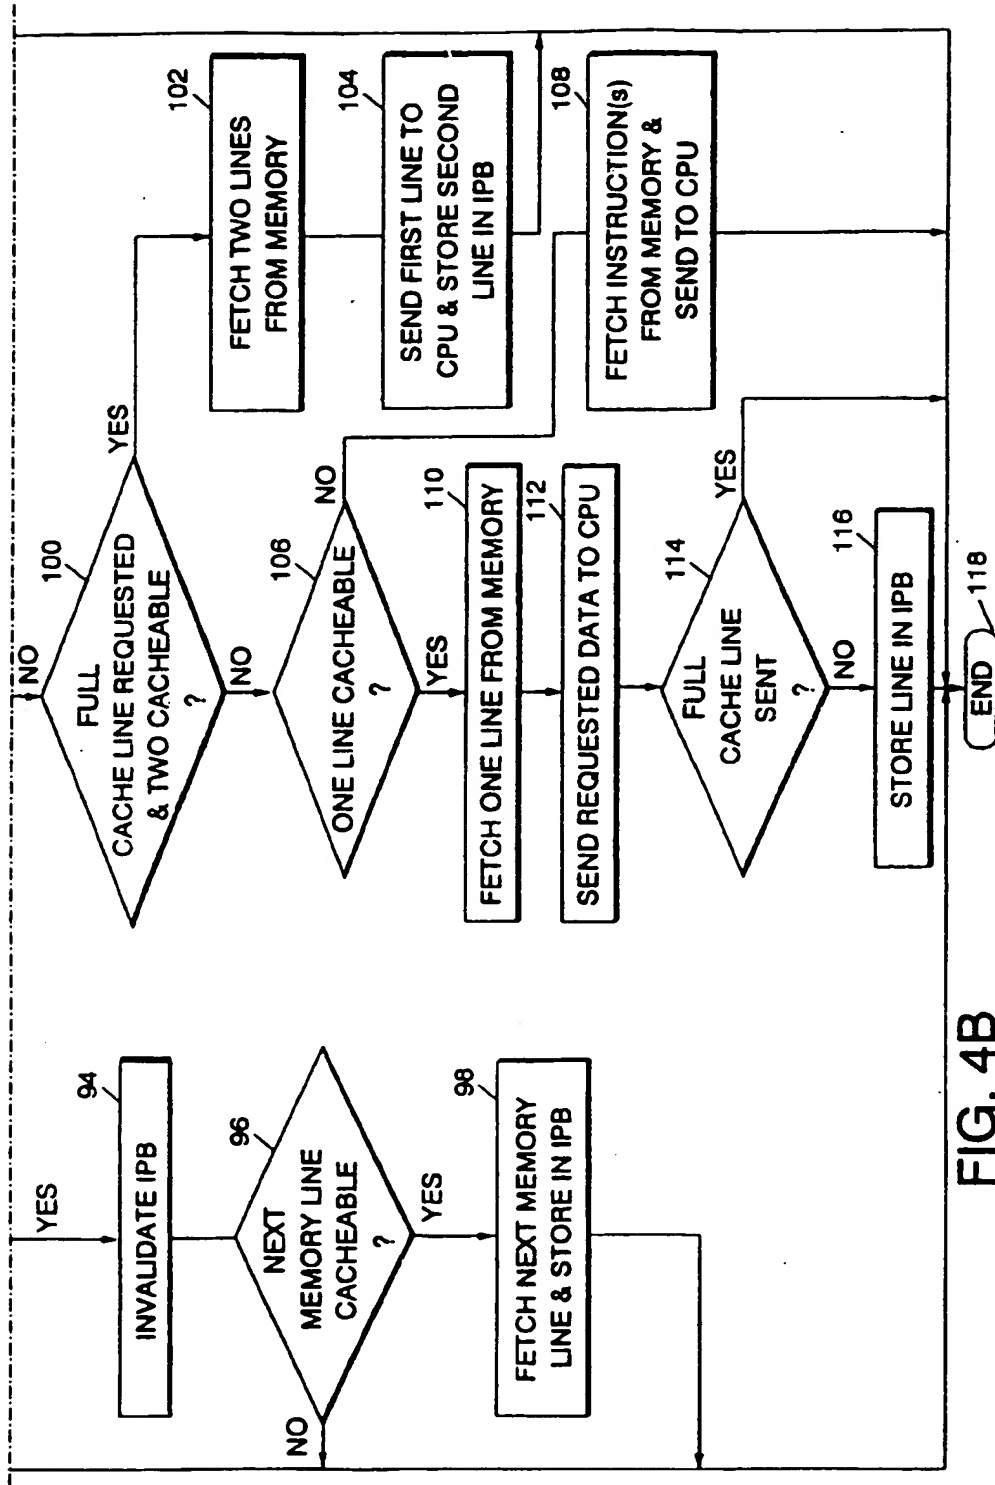 YES
94
INVALIDATE IPB
96
NEXT
MEMORY LINE
CACHEABLE
?
NO
YES
98
FETCH NEXT MEMORY
LINE & STORE IN IPB
NO
100
FULL
CACHE LINE REQUESTED
& TWO CACHEABLE
?
YES
NO
102
FETCH TWO LINES
FROM MEMORY
104
SEND FIRST LINE TO
CPU & STORE SECOND
LINE IN IPB
106
ONE LINE CACHEABLE
?
NO
YES
108
FETCH INSTRUCTION(s)
FROM MEMORY &
SEND TO CPU
110
FETCH ONE LINE FROM MEMORY
112
SEND REQUESTED DATA TO CPU
114
FULL
CACHE LINE
SENT
?
YES
NO
116
STORE LINE IN IPB
118
END
FIG. 4B